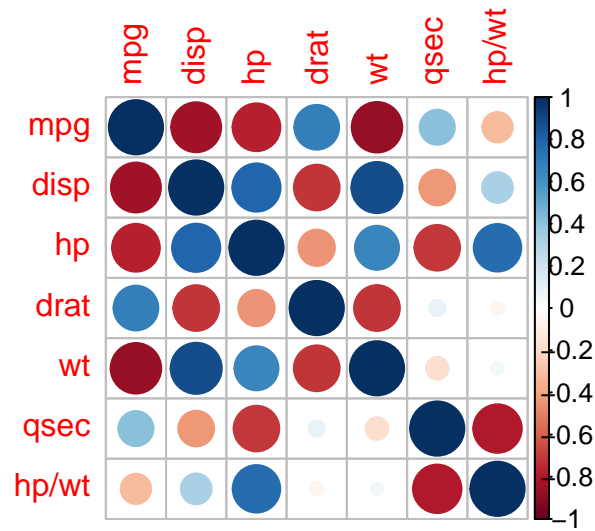 mpg disp hp drat wt qsec hp/wt
mpg
disp
hp
drat
wt
qsec
hp/wt
1
0.8
0.6
0.4
0.2
0
−0.2
−0.4
−0.6
−0.8
−1